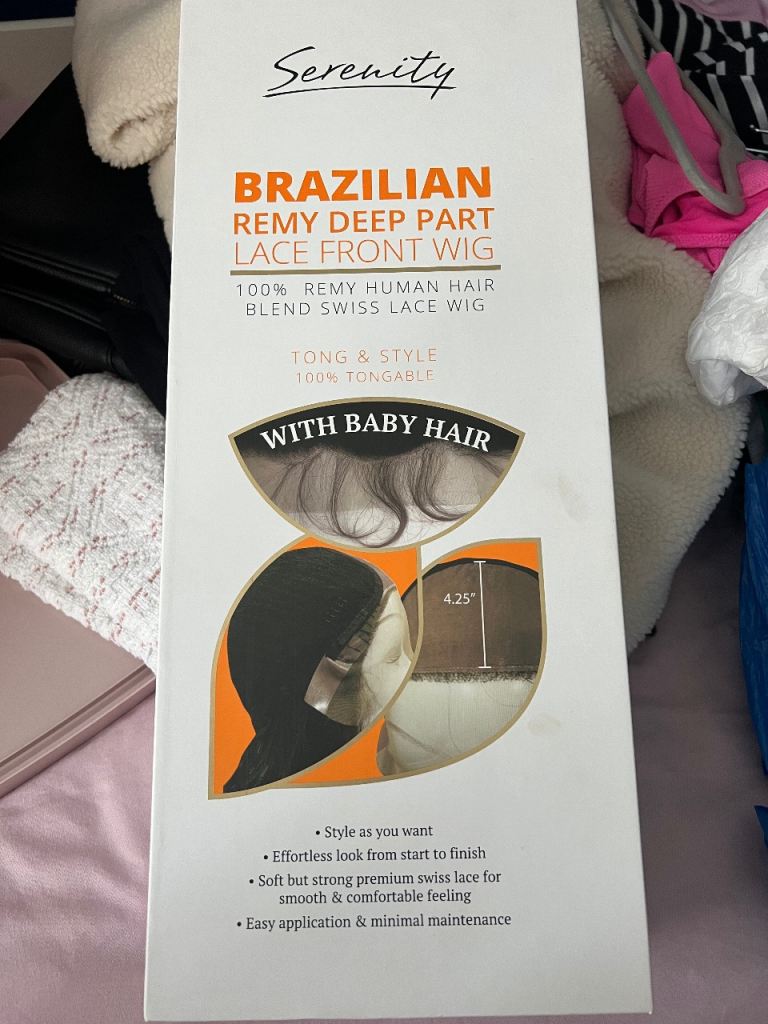 Serenity
BRAZILIAN
REMY DEEP PART
LACE FRONT WIG
100% REMY HUMAN HAIR
BLEND SWISS LACE WIG
TONG & STYLE
100% TONGABLE
WITH BABY HAIR
4.25"
• Style as you want
• Effortless look from start to finish
• Soft but strong premium swiss lace for
smooth & comfortable feeling
• Easy application & minimal maintenance